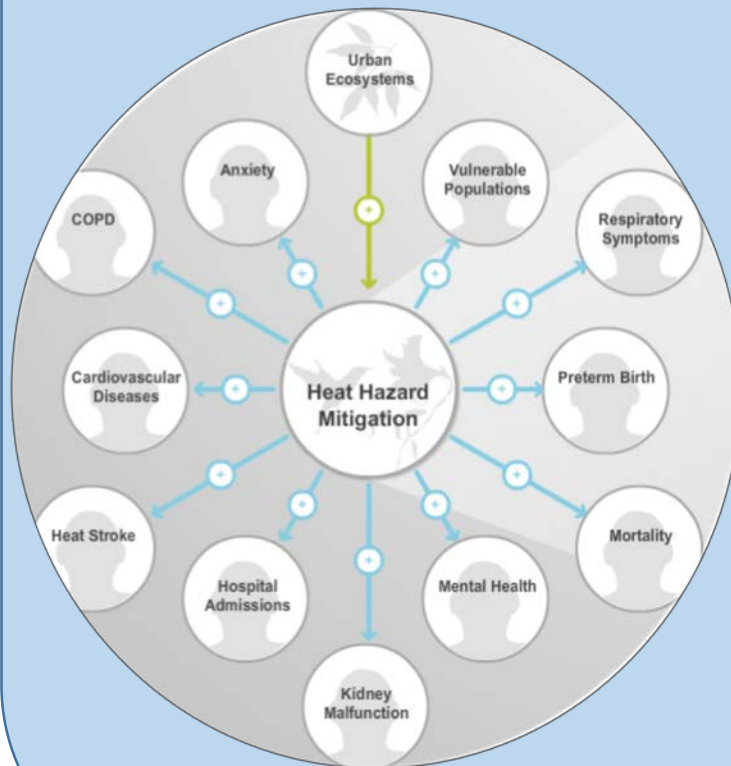 Urban
Ecosystems
Anxiety
Vulnerable
Populations
COPD
Respiratory
Symptoms
Cardiovascular
Diseases
Heat Hazard
Mitigation
Preterm Birth
Heat Stroke
Mortality
Hospital
Admissions
Mental Health
Kidney
Malfunction